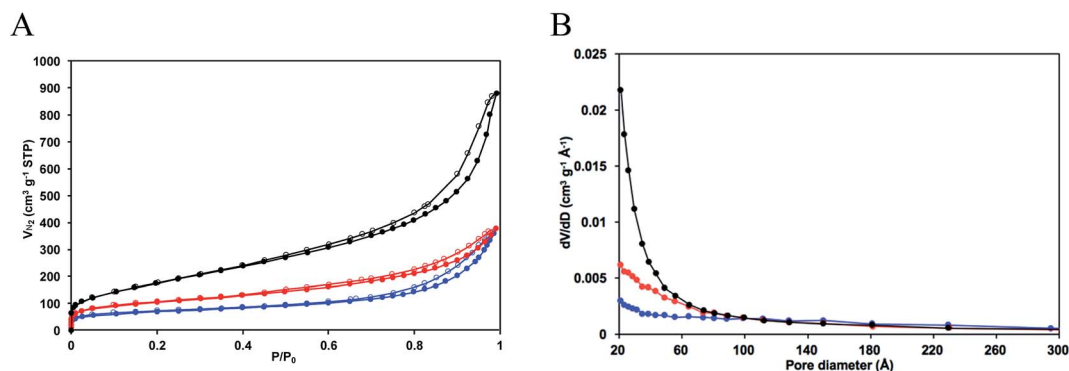 A
1000
900
800
700
600
500
400
300
200
100
0
0 0.2 0.4 0.6 0.8 1
P/P0
V N2 (cm3 g-1 STP)
B
0.025
0.02
0.015
0.01
0.005
0
20 60 100 140 180 220 260 300
Pore diameter (Å)
dV/dD (cm3 g-1 Å-1)